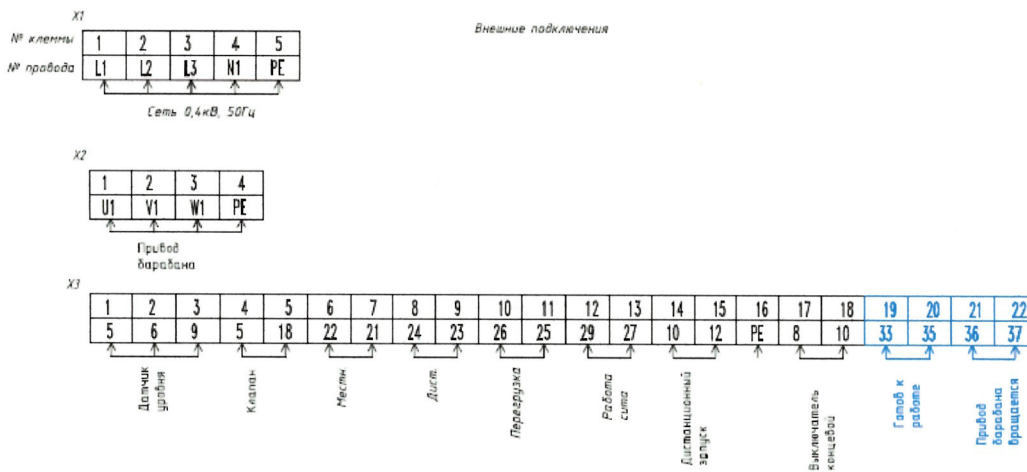 X1
Внешние подключения
№ клеммы 1 2 3 4 5
№ провода L1 L2 L3 N1 PE
Сеть 0,4кВ, 50Гц
X2
1 2 3 4
U1 V1 W1 PE
Привод
барабана
X3
1 2 3 4 5 6 7 8 9 10 11 12 13 14 15 16 17 18 19 20 21 22
5 6 9 5 18 22 21 24 23 26 25 29 27 10 12 PE 8 10 33 35 36 37
Датчик
уровня
Клапан
Местн.
Дист.
Перегрузка
Работа
сита
Дистанционный
запуск
Выключатель
концевой
Готов к
работе
Привод
барабана
вращается